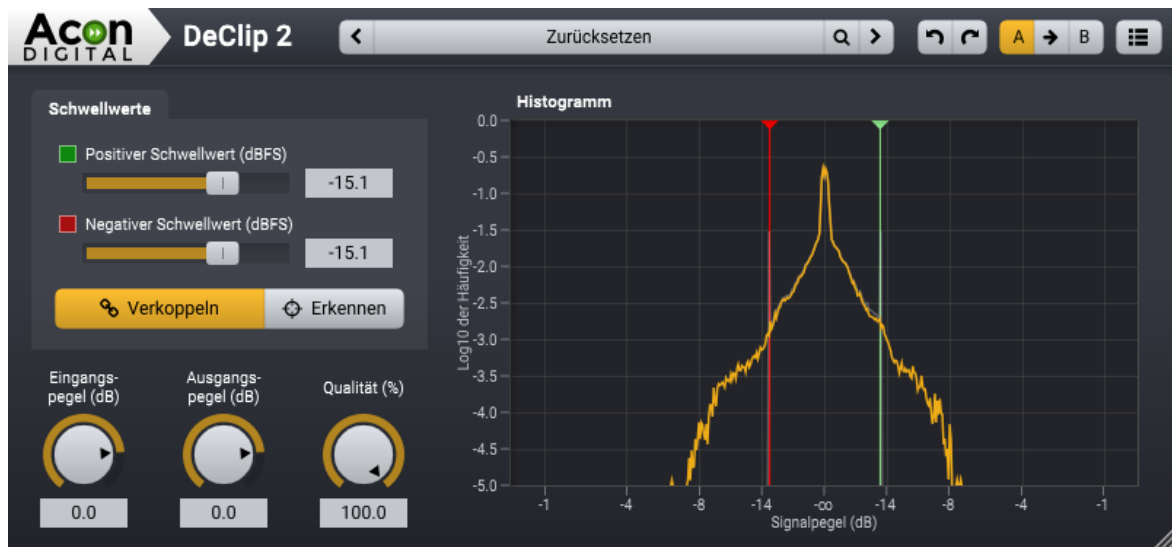 Acon DIGITAL
DeClip 2
Zurücksetzen
A
B
Schwellwerte
Positiver Schwellwert (dBFS)
-15.1
Negativer Schwellwert (dBFS)
-15.1
Verkoppeln
Erkennen
Eingangs-
pegel (dB)
0.0
Ausgangs-
pegel (dB)
0.0
Qualität (%)
100.0
Histogramm
Log10 der Häufigkeit
0.0
-0.5
-1.0
-1.5
-2.0
-2.5
-3.0
-3.5
-4.0
-4.5
-5.0
-1 -4 -8 -14 -∞ -14 -8 -4 -1
Signalpegel (dB)